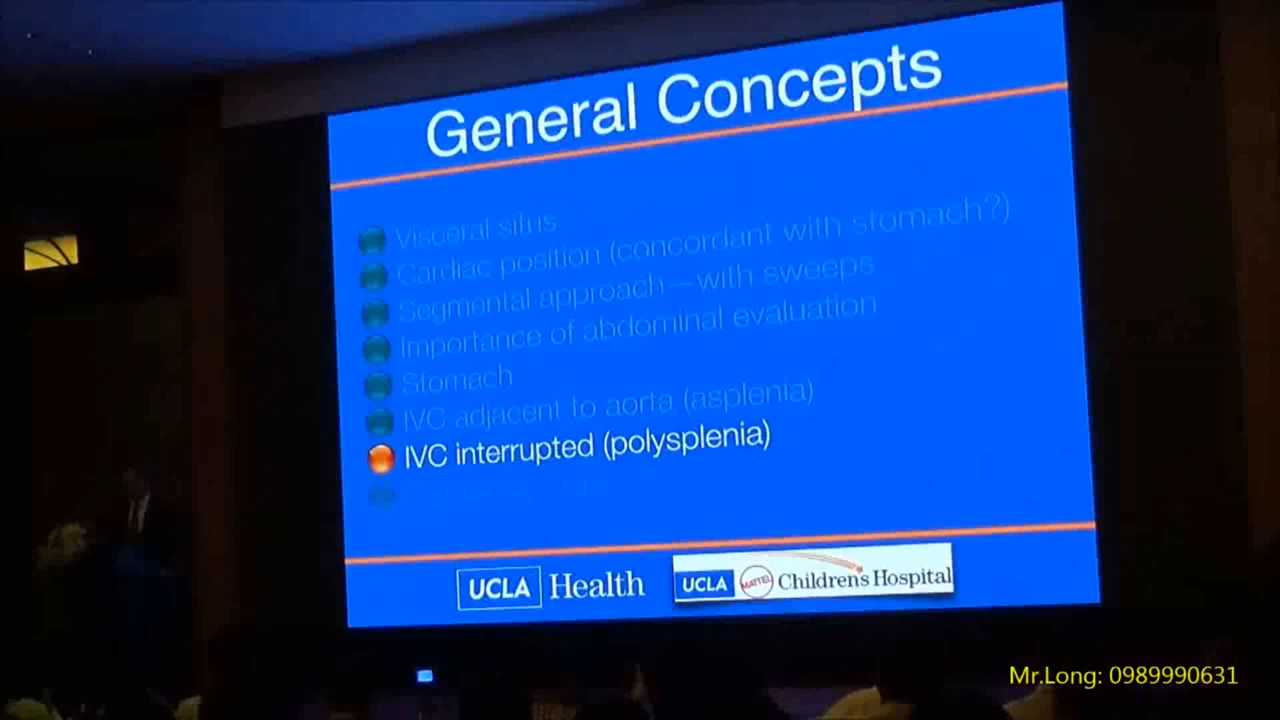 General Concepts
Visceral situs
Cardiac position (concordant with stomach?)
Segmental approach—with sweeps
Importance of abdominal evaluation
Stomach
IVC adjacent to aorta (asplenia)
IVC interrupted (polysplenia)
UCLA Health
UCLA MATTEL Children's Hospital
Mr.Long: 0989990631